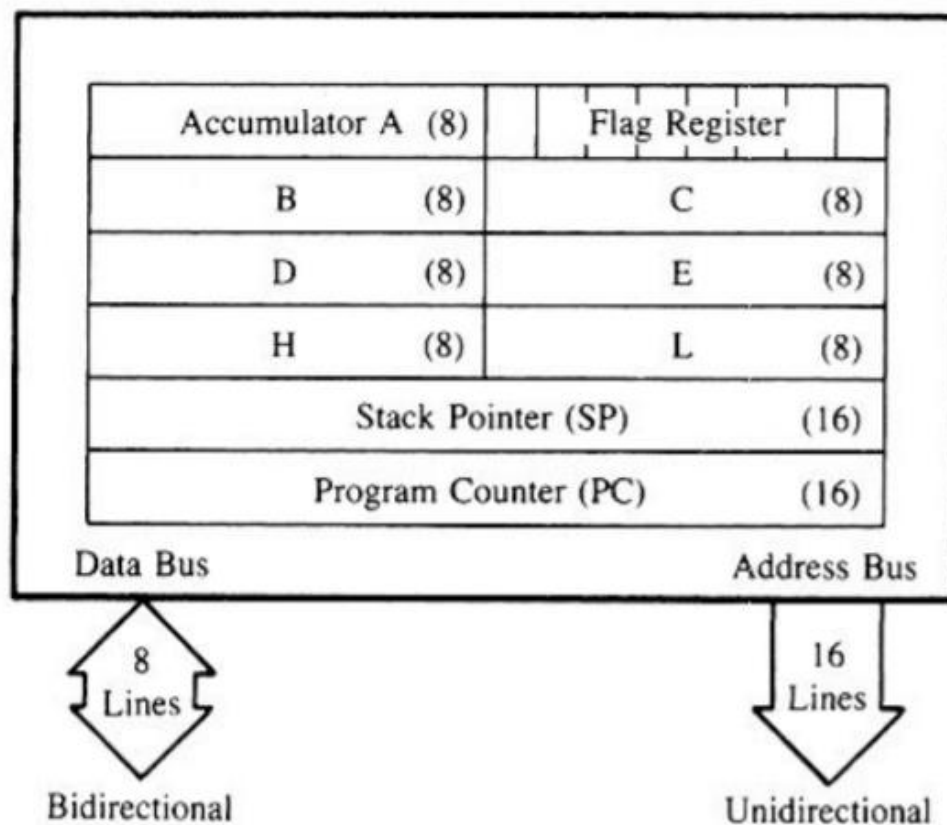 Accumulator A (8) Flag Register
B (8) C (8)
D (8) E (8)
H (8) L (8)
Stack Pointer (SP) (16)
Program Counter (PC) (16)
Data Bus Address Bus
8 Lines
16 Lines
Bidirectional Unidirectional